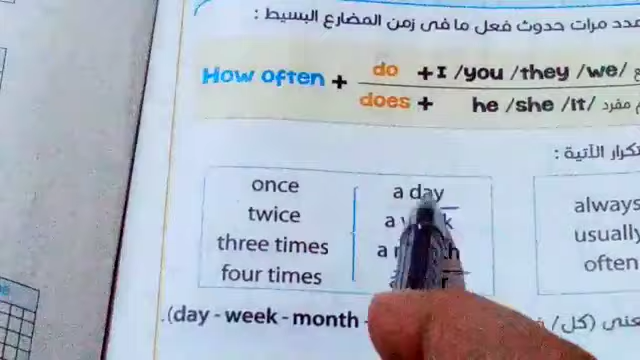 عدد مرات حدوث فعل ما فى زمن المضارع البسيط :
How often + do + I /you /they /we/
does + he /she /it/ مفرد
تكرار الآتية :
once a day always
twice a usually
three times a often
four times
(day - week - month